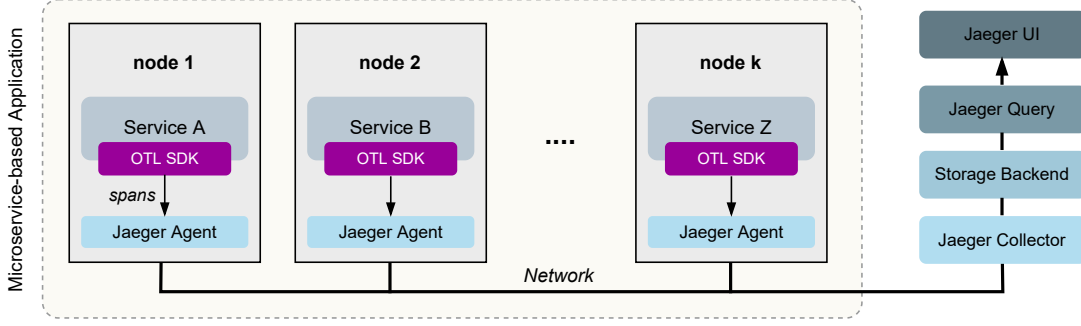 Microservice-based Application
node 1
Service A
OTL SDK
spans
Jaeger Agent
node 2
Service B
OTL SDK
Jaeger Agent
....
node k
Service Z
OTL SDK
Jaeger Agent
Network
Jaeger UI
Jaeger Query
Storage Backend
Jaeger Collector